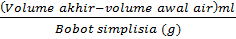 (Volume akhir−volume awal air)ml
Bobot simplisia (g)